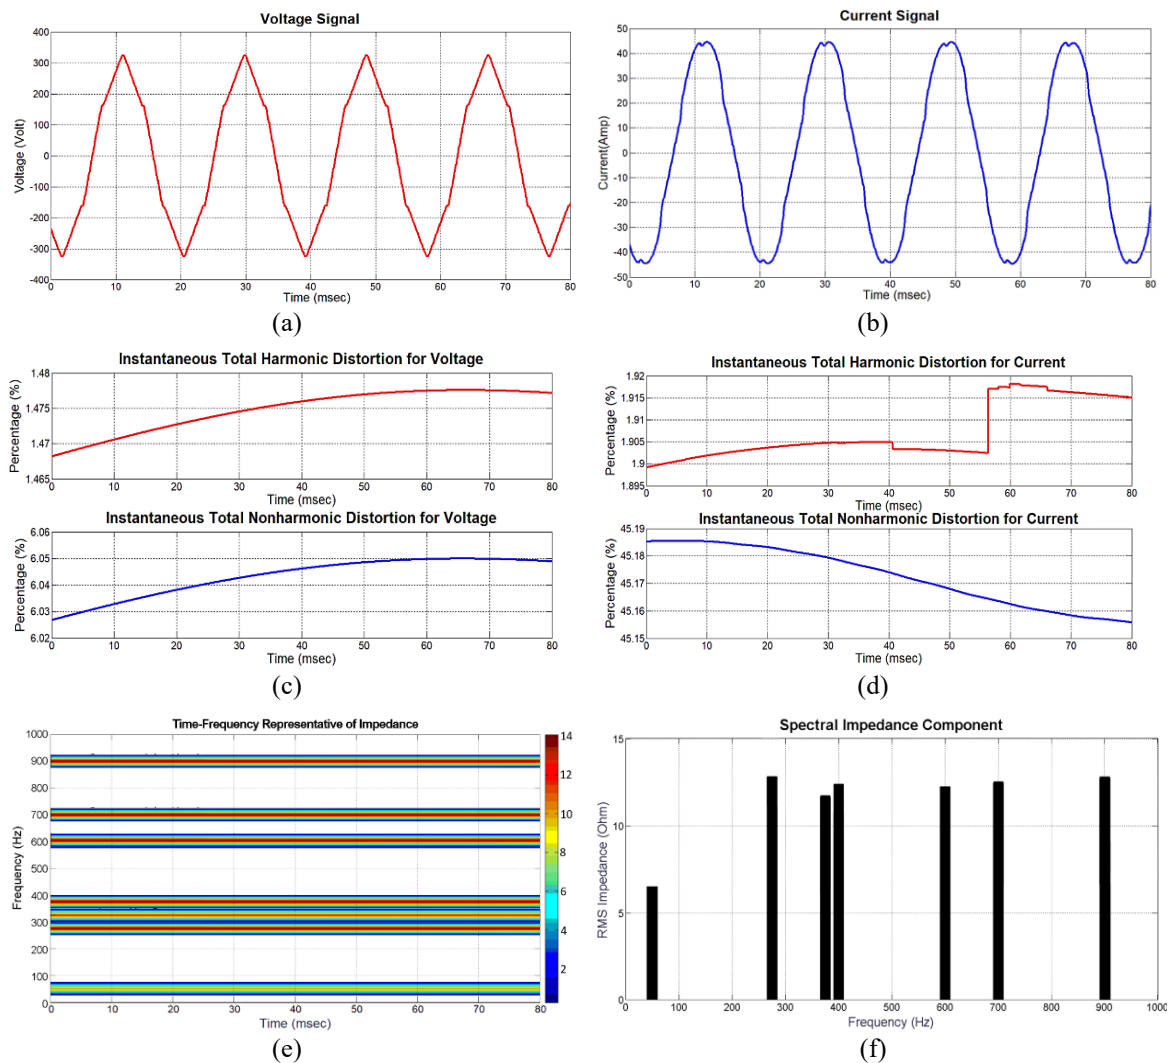 Voltage Signal
400
300
200
100
0
-100
-200
-300
-400
0 10 20 30 40 50 60 70 80
Voltage (Volt)
Time (msec)
(a)
Current Signal
50
40
30
20
10
0
-10
-20
-30
-40
-50
0 10 20 30 40 50 60 70 80
Current(Amp)
Time (msec)
(b)
Instantaneous Total Harmonic Distortion for Voltage
1.48
1.475
1.47
1.465
0 10 20 30 40 50 60 70 80
Percentage (%)
Time (msec)
Instantaneous Total Nonharmonic Distortion for Voltage
6.06
6.05
6.04
6.03
6.02
0 10 20 30 40 50 60 70 80
Percentage (%)
Time (msec)
(c)
Instantaneous Total Harmonic Distortion for Current
1.92
1.915
1.91
1.905
1.9
1.895
0 10 20 30 40 50 60 70 80
Percentage (%)
Time (msec)
Instantaneous Total Nonharmonic Distortion for Current
45.19
45.18
45.17
45.16
45.15
0 10 20 30 40 50 60 70 80
Percentage (%)
Time (msec)
(d)
Time-Frequency Representative of Impedance
1000
900
800
700
600
500
400
300
200
100
0
0 10 20 30 40 50 60 70 80
Frequency (Hz)
Time (msec)
14
12
10
8
6
4
2
(e)
Spectral Impedance Component
15
10
5
0
0 100 200 300 400 500 600 700 800 900 1000
RMS Impedance (Ohm)
Frequency (Hz)
(f)